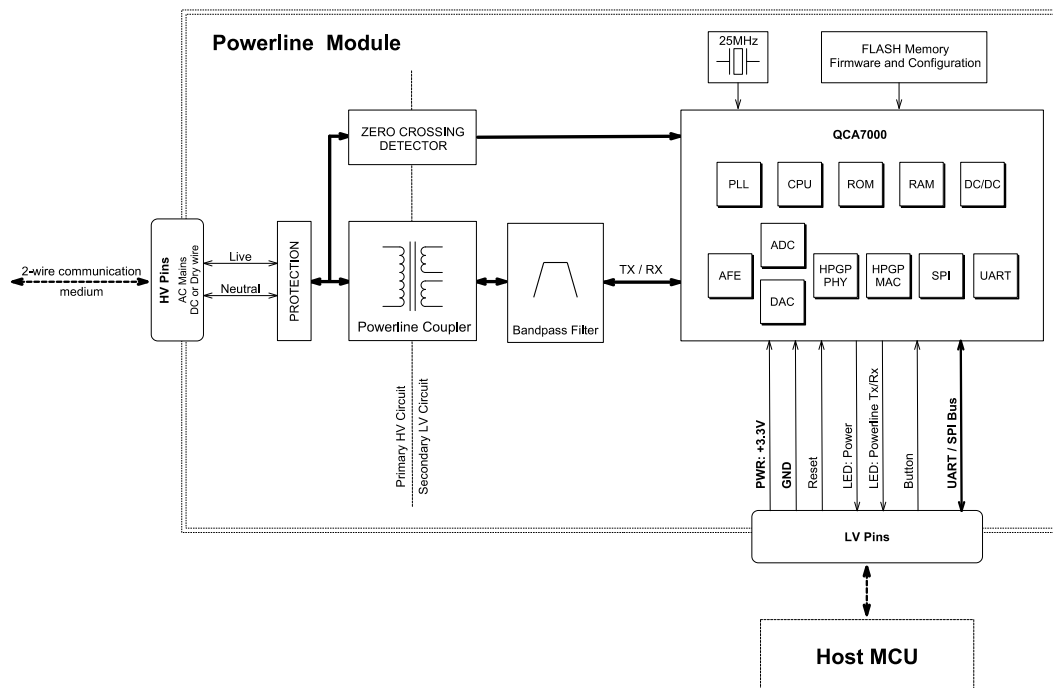 Powerline Module
25MHz
FLASH Memory
Firmware and Configuration
ZERO CROSSING
DETECTOR
QCA7000
PLL
CPU
ROM
RAM
DC/DC
ADC
AFE
DAC
HPGP
PHY
HPGP
MAC
SPI
UART
2-wire communication
medium
HV Pins
AC Mains
DC or Dry wire
Live
Neutral
PROTECTION
Powerline Coupler
Bandpass Filter
TX / RX
Primary HV Circuit
Secondary LV Circuit
PWR: +3.3V
GND
Reset
LED: Power
LED: Powerline Tx/Rx
Button
UART / SPI Bus
LV Pins
Host MCU